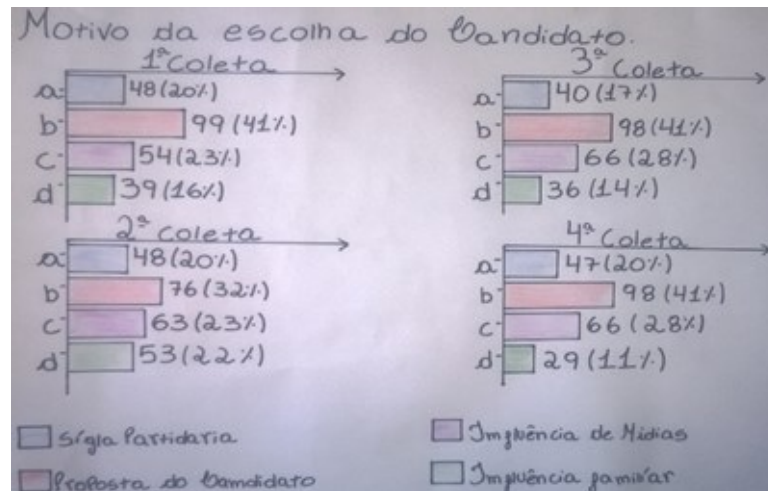 Motivo da escolha do Candidato.
1ª Coleta
a 48 (20%)
b 99 (41%)
c 54 (23%)
d 39 (16%)
2ª Coleta
a 48 (20%)
b 76 (32%)
c 63 (23%)
d 53 (22%)
3ª Coleta
a 40 (17%)
b 98 (41%)
c 66 (28%)
d 36 (14%)
4ª Coleta
a 47 (20%)
b 98 (41%)
c 66 (28%)
d 29 (11%)
Sigla Partidaria
Proposta do Candidato
Influência de Mídias
Influência familiar